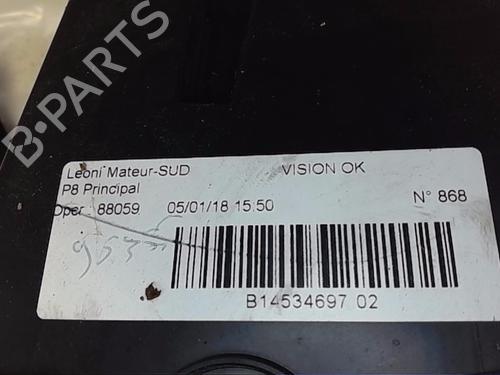 B-PARTS
Leoni Mateur-SUD VISION OK
P8 Principal
Oper : 88059 05/01/18 15:50 N° 868
B14534697 02